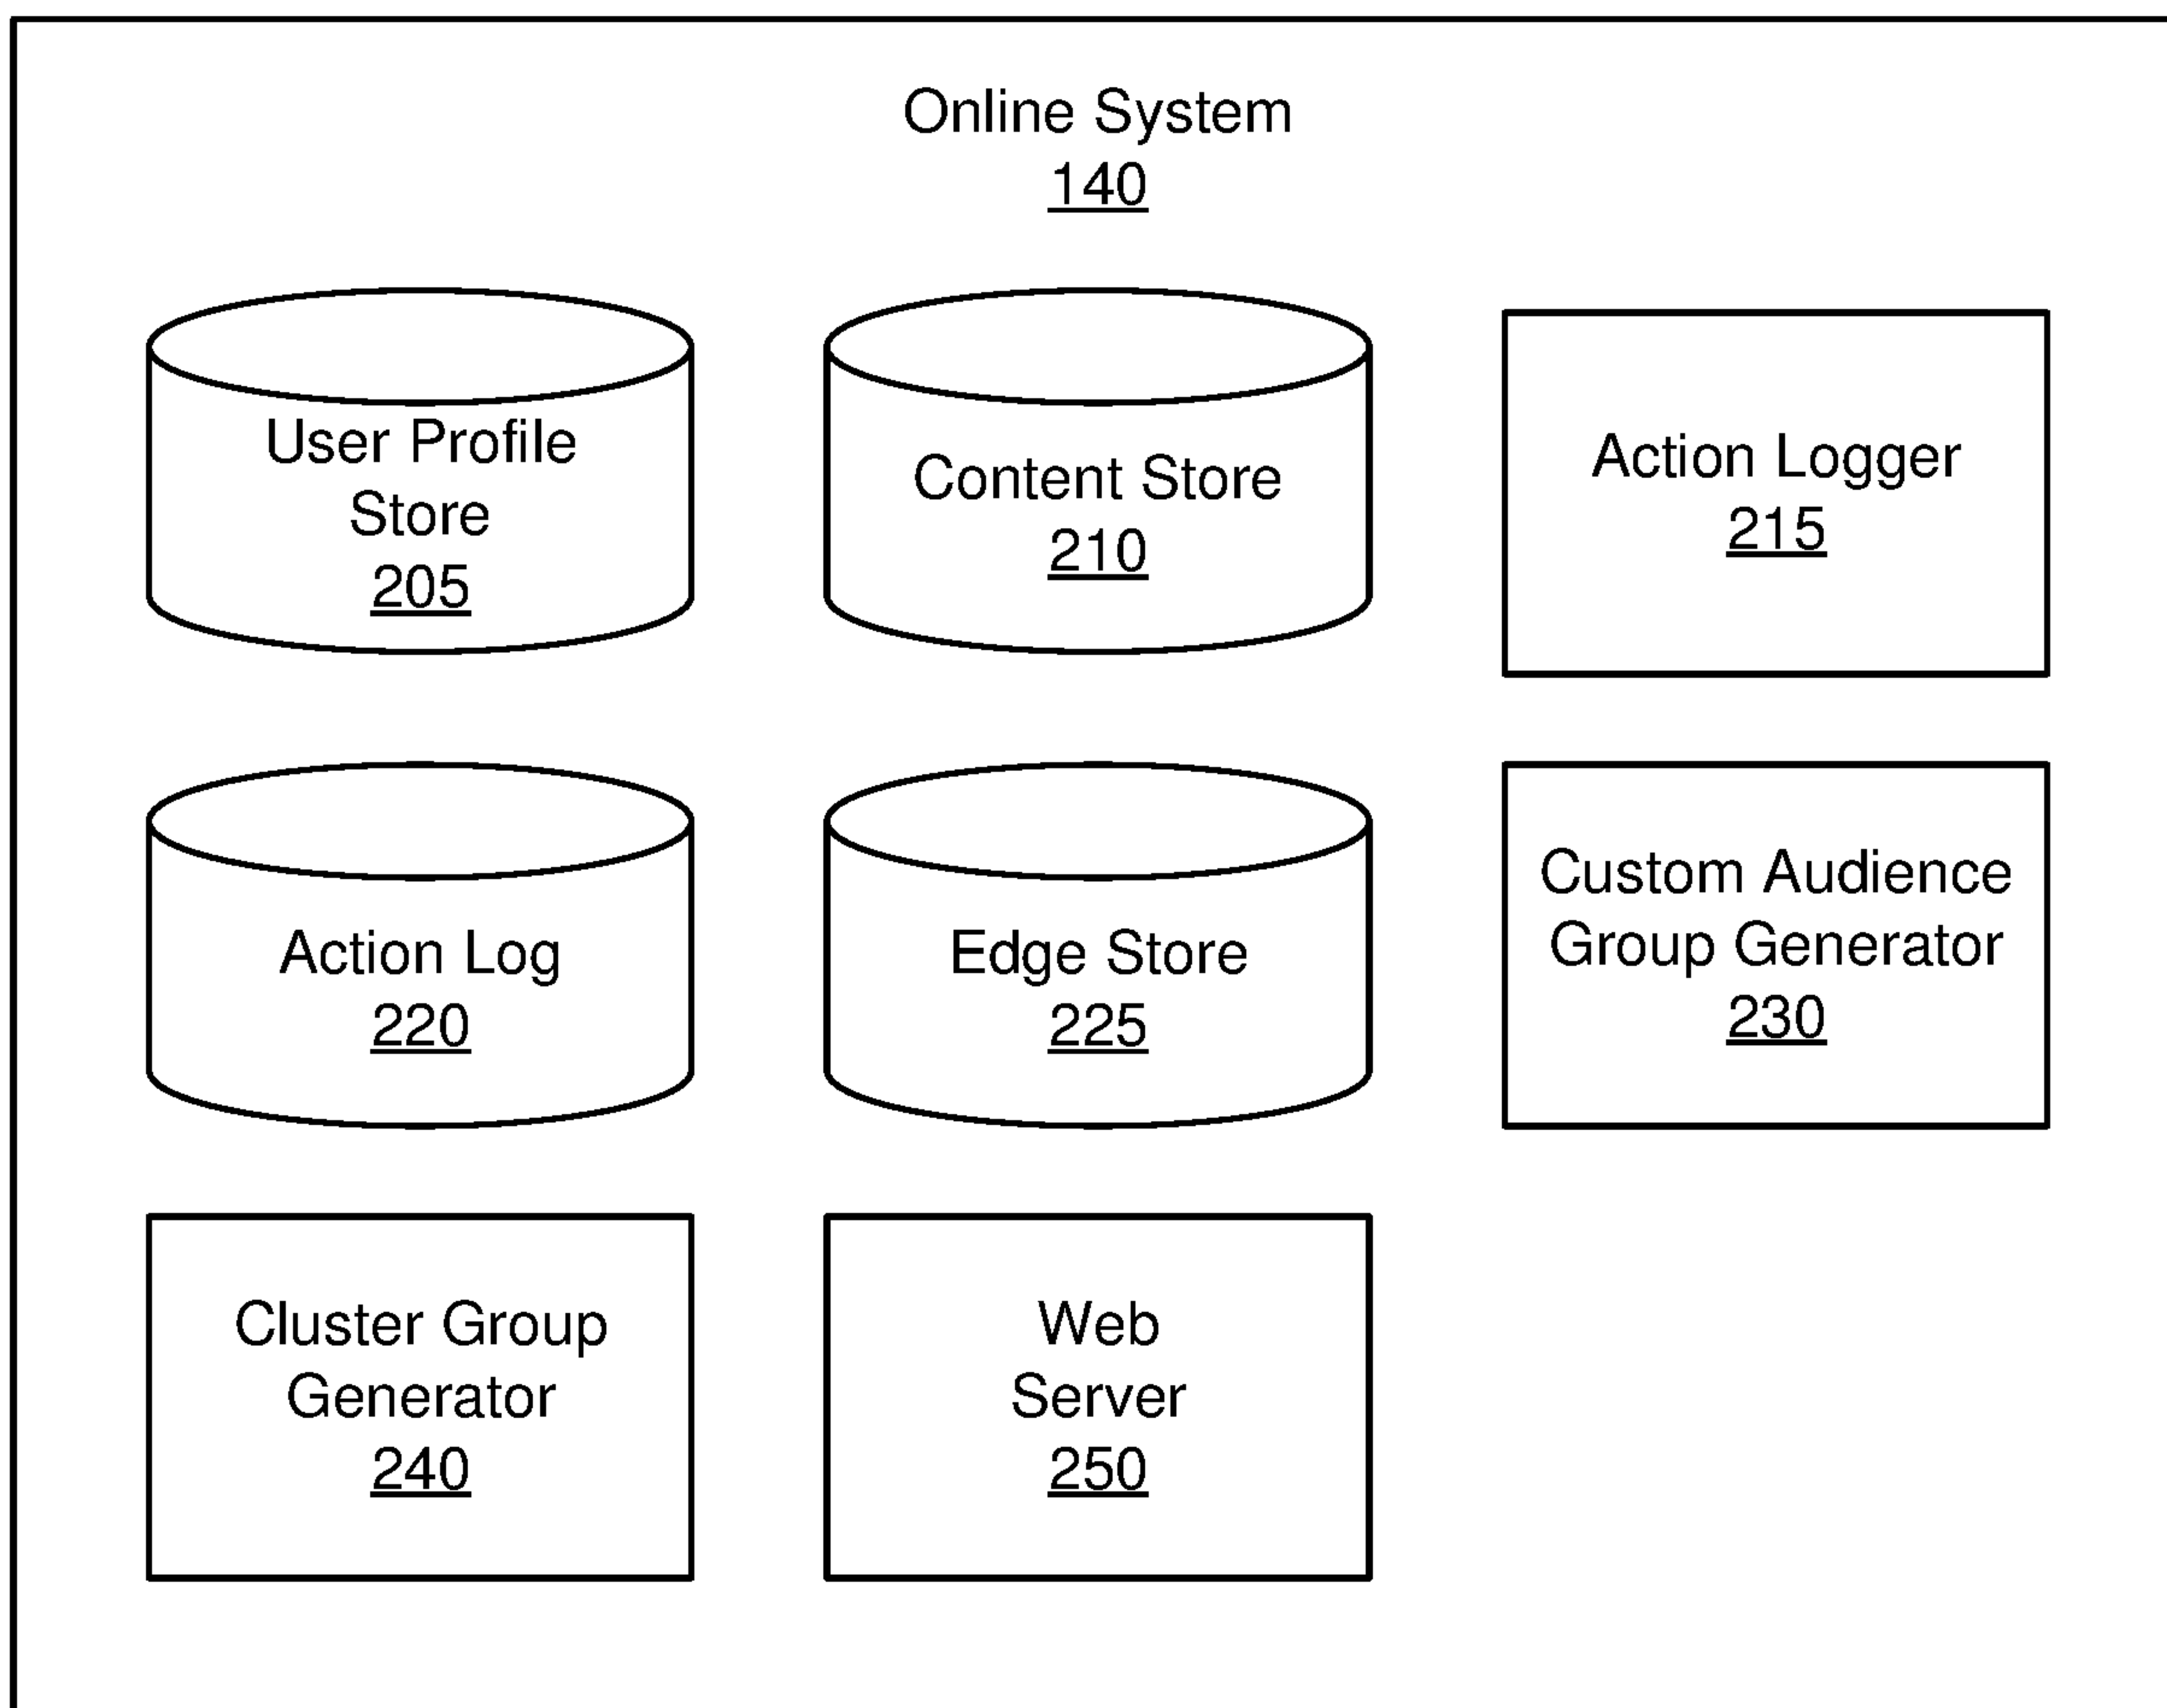 Online System
140
User Profile
Store
205
Content Store
210
Action Logger
215
Action Log
220
Edge Store
225
Custom Audience
Group Generator
230
Cluster Group
Generator
240
Web
Server
250